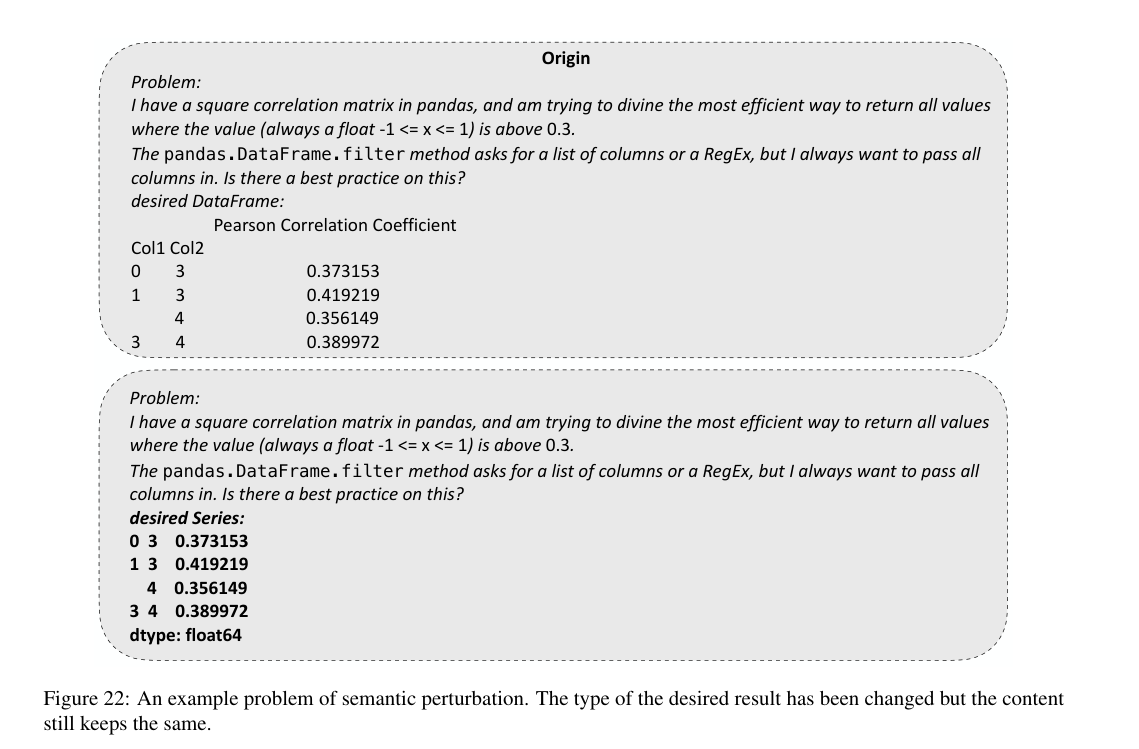 Origin
Problem:
I have a square correlation matrix in pandas, and am trying to divine the most efficient way to return all values
where the value (always a float -1 <= x <= 1) is above 0.3.
The pandas.DataFrame.filter method asks for a list of columns or a RegEx, but I always want to pass all
columns in. Is there a best practice on this?
desired DataFrame:
Pearson Correlation Coefficient
Col1 Col2
0 3 0.373153
1 3 0.419219
4 0.356149
3 4 0.389972
Problem:
I have a square correlation matrix in pandas, and am trying to divine the most efficient way to return all values
where the value (always a float -1 <= x <= 1) is above 0.3.
The pandas.DataFrame.filter method asks for a list of columns or a RegEx, but I always want to pass all
columns in. Is there a best practice on this?
desired Series:
0 3 0.373153
1 3 0.419219
4 0.356149
3 4 0.389972
dtype: float64
Figure 22: An example problem of semantic perturbation. The type of the desired result has been changed but the content
still keeps the same.